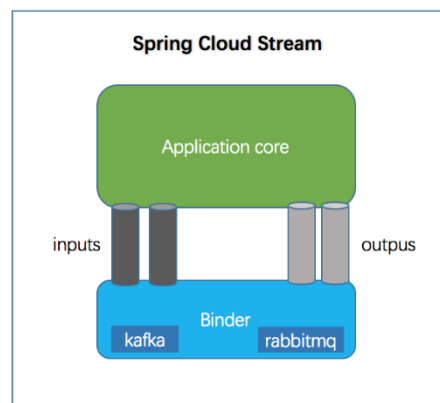 Spring Cloud Stream
Application core
inputs
outpus
Binder
kafka
rabbitmq